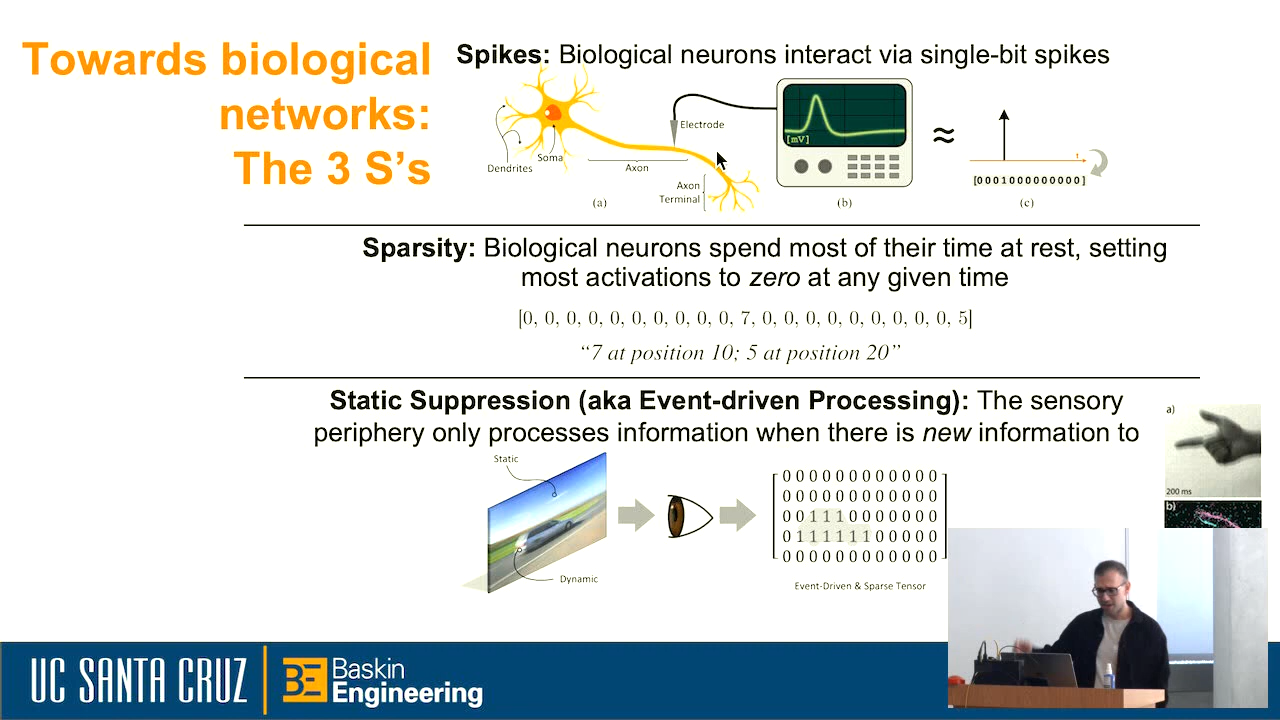 Towards biological
networks:
The 3 S's
Spikes: Biological neurons interact via single-bit spikes
Dendrites
Soma
Axon
Electrode
Axon
Terminal
[mV]
≈
τ
[0001000000000]
(a)
(b)
(c)
Sparsity: Biological neurons spend most of their time at rest, setting
most activations to zero at any given time
[0, 0, 0, 0, 0, 0, 0, 0, 0, 0, 7, 0, 0, 0, 0, 0, 0, 0, 0, 0, 5]
“7 at position 10; 5 at position 20”
Static Suppression (aka Event-driven Processing): The sensory
periphery only processes information when there is new information to
Static
Dynamic
0 0 0 0 0 0 0 0 0 0 0 0
0 0 0 0 0 0 0 0 0 0 0 0
0 0 1 1 1 0 0 0 0 0 0 0
0 1 1 1 1 1 1 0 0 0 0 0
0 0 0 0 0 0 0 0 0 0 0 0
Event-Driven & Sparse Tensor
a)
200 ms
b)
UC SANTA CRUZ
BE
Baskin
Engineering